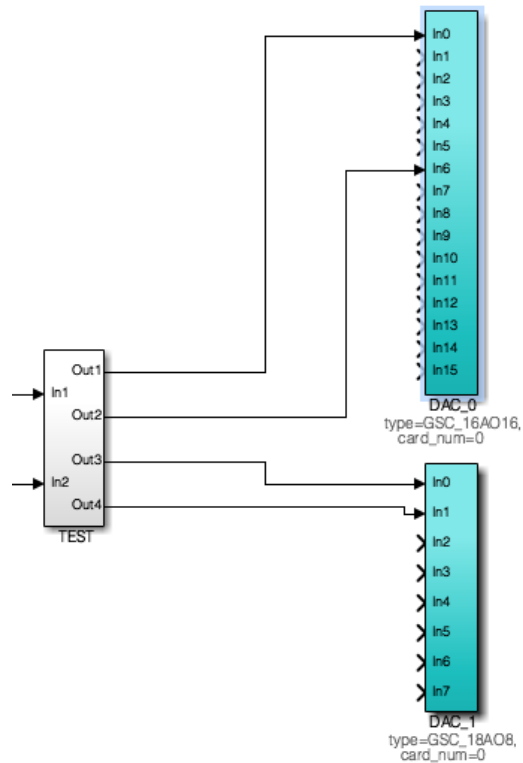 In0
In1
In2
In3
In4
In5
In6
In7
In8
In9
In10
In11
In12
In13
In14
In15
DAC_0
type=GSC_16AO16,
card_num=0
Out1
In1
Out2
Out3
In2
Out4
TEST
In0
In1
In2
In3
In4
In5
In6
In7
DAC_1
type=GSC_18AO8,
card_num=0